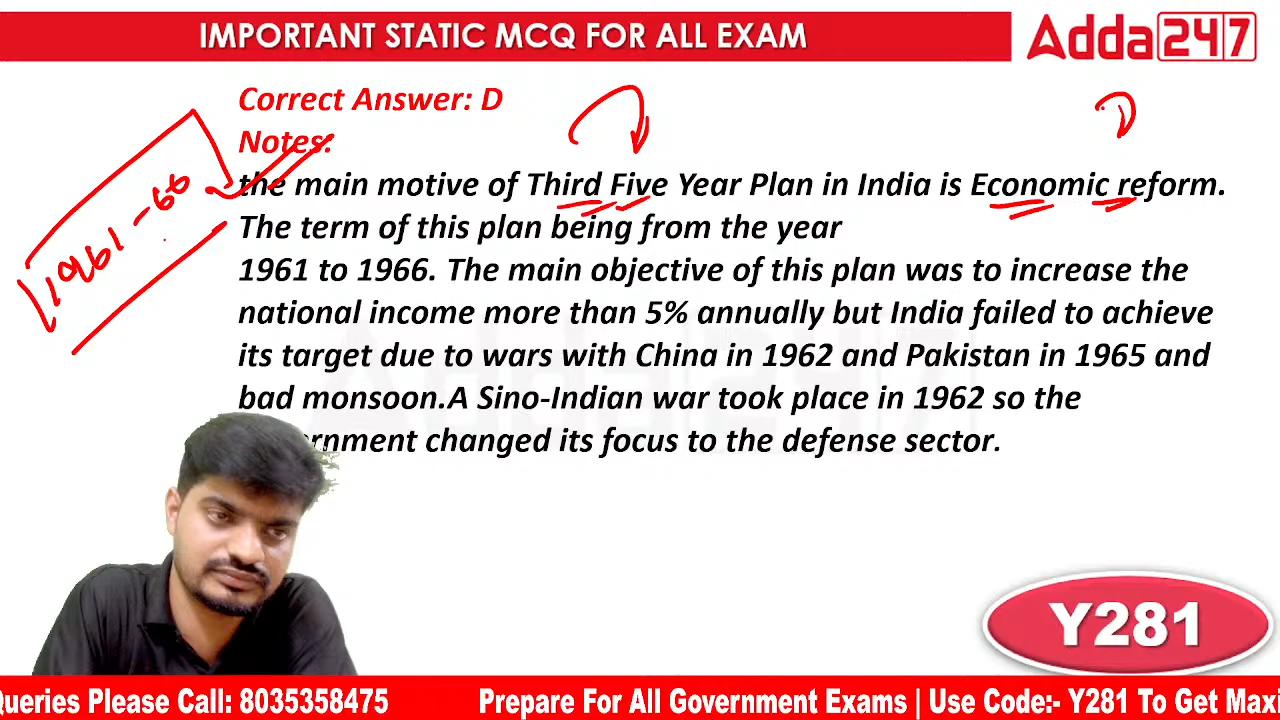 IMPORTANT STATIC MCQ FOR ALL EXAM
Adda247
Correct Answer: D
Notes:
the main motive of Third Five Year Plan in India is Economic reform.
The term of this plan being from the year
1961 to 1966. The main objective of this plan was to increase the
national income more than 5% annually but India failed to achieve
its target due to wars with China in 1962 and Pakistan in 1965 and
bad monsoon.A Sino-Indian war took place in 1962 so the
ernment changed its focus to the defense sector.
1961-66
Adda247
Y281
Queries Please Call: 8035358475 Prepare For All Government Exams | Use Code:- Y281 To Get Maxi